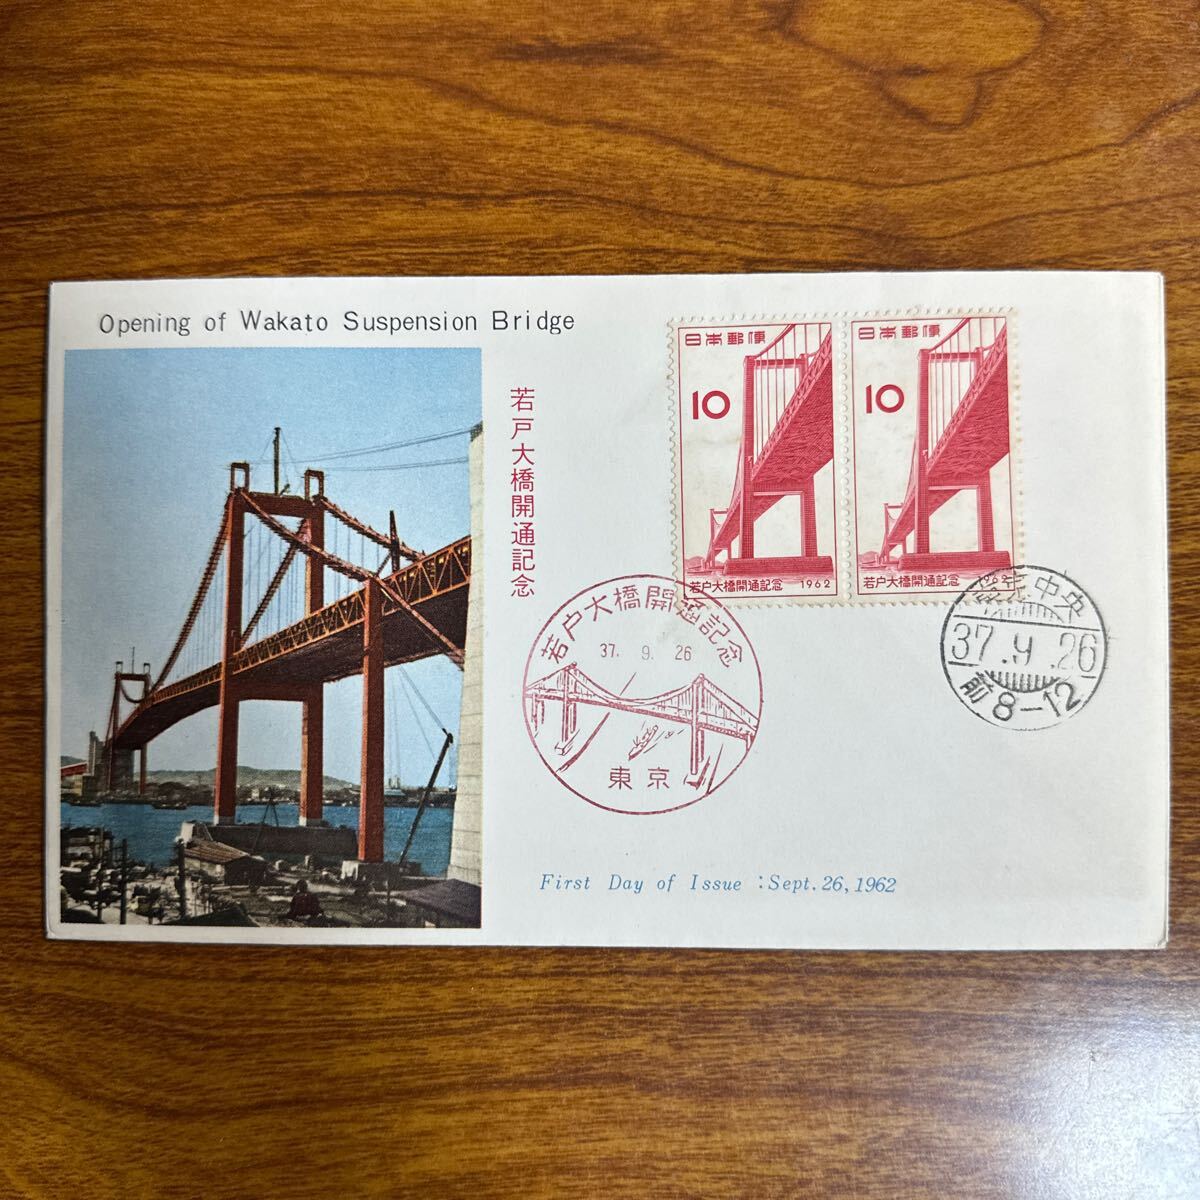 Opening of Wakato Suspension Bridge
若戸大橋開通記念
日本郵便
10
若戸大橋開通記念 1962
日本郵便
10
若戸大橋開通記念 1962
若戸大橋開通記念
37. 9. 26
東京
中央
37.9.26
前8-12
First Day of Issue :Sept. 26, 1962